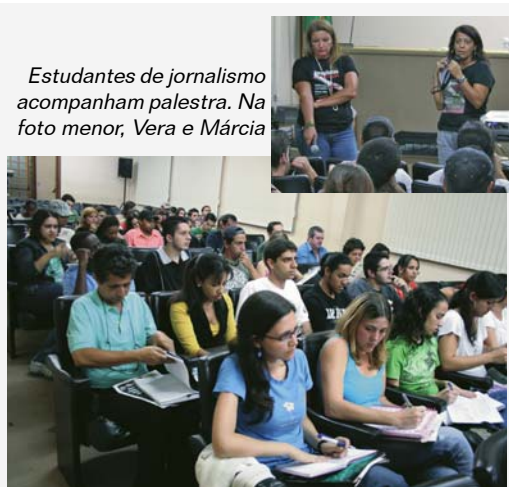 Estudantes de jornalismo
acompanham palestra. Na
foto menor, Vera e Márcia